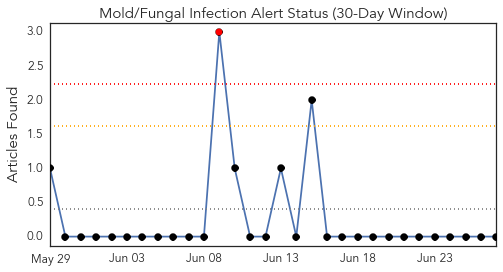 Mold/Fungal Infection Alert Status (30-Day Window)
Articles Found
3.0
2.5
2.0
1.5
1.0
0.5
0.0
May 29 Jun 03 Jun 08 Jun 13 Jun 18 Jun 23